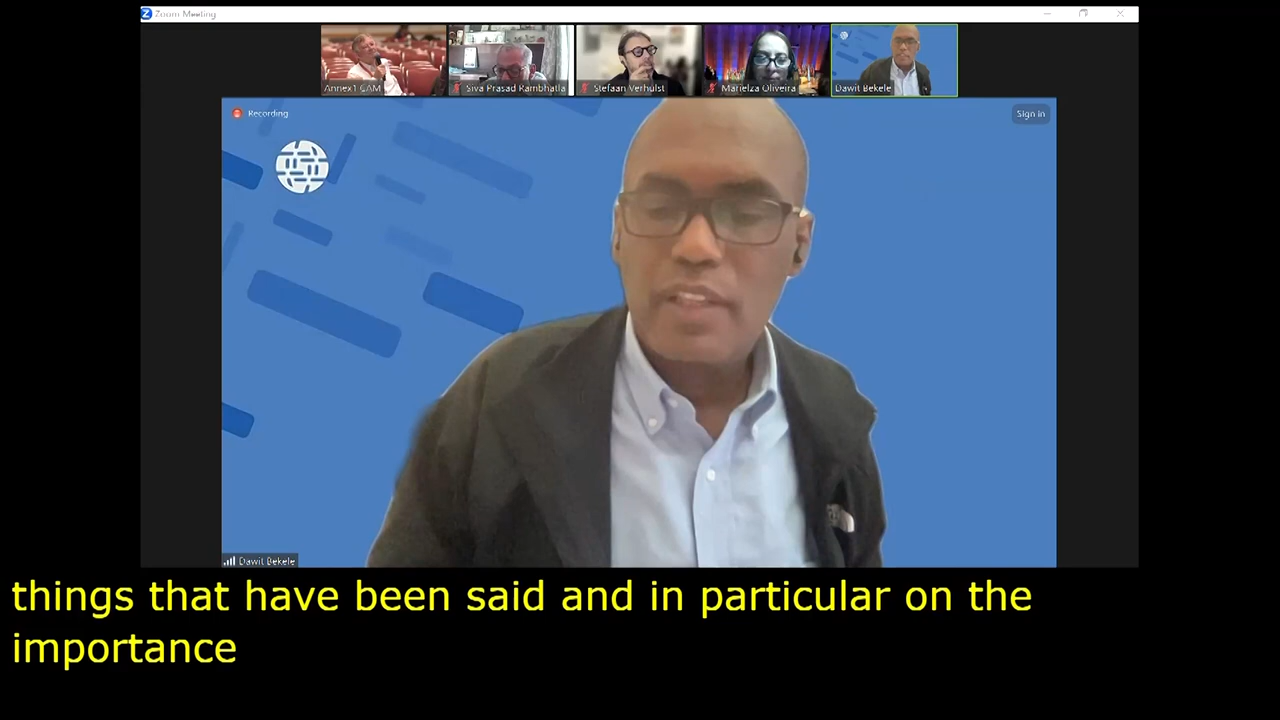 Zoom Meeting
Annex1 CAM
Siva Prasad Rambhatla
Stefaan Verhulst
Marielza Oliveira
Dawit Bekele
Recording
Sign in
Dawit Bekele
things that have been said and in particular on the
importance